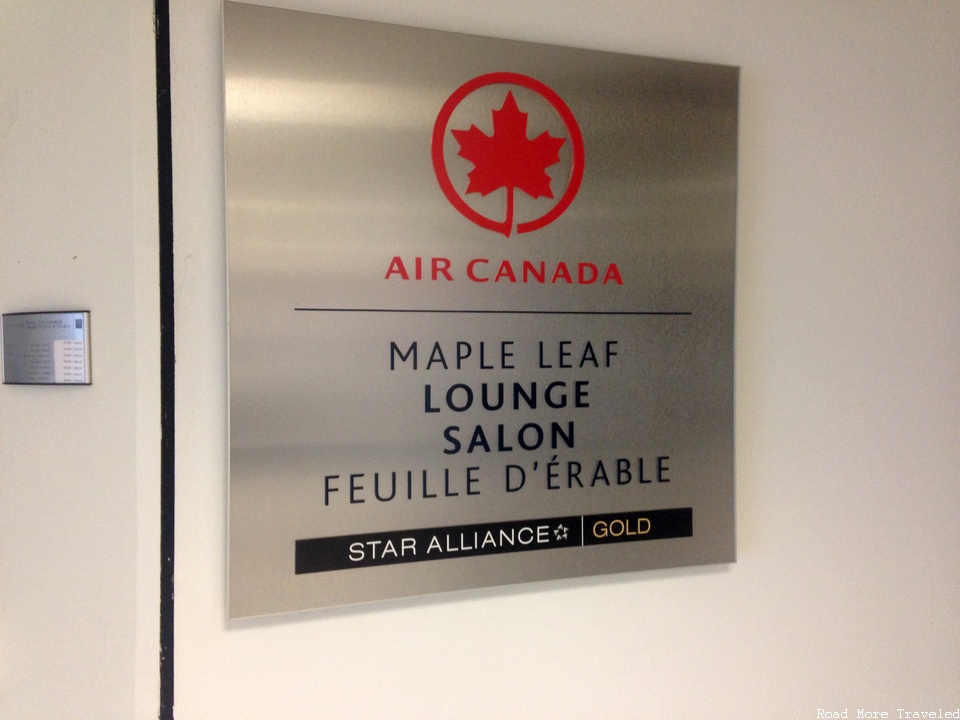 AIR CANADA
MAPLE LEAF
LOUNGE
SALON
FEUILLE D'ÉRABLE
STAR ALLIANCE GOLD
Road More Traveled